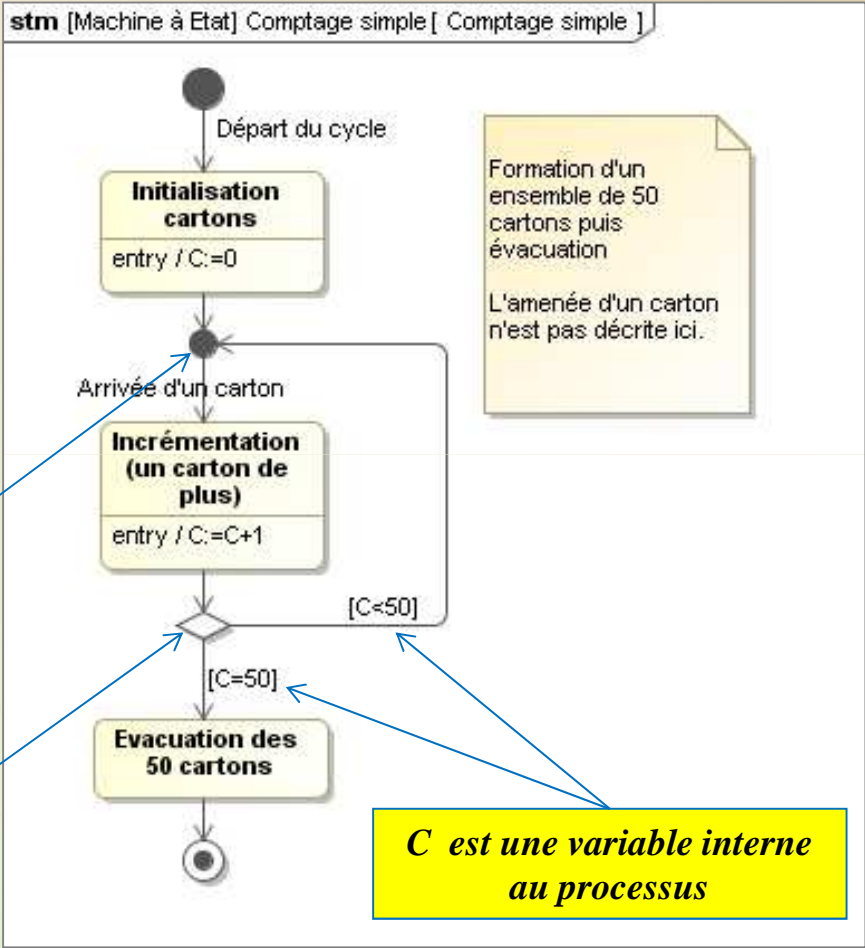 stm [Machine à Etat] Comptage simple [ Comptage simple ]
Départ du cycle
Initialisation
cartons
entry / C:=0
Formation d'un
ensemble de 50
cartons puis
évacuation
L'amenée d'un carton
n'est pas décrite ici.
Arrivée d'un carton
Incrémentation
(un carton de
plus)
entry / C:=C+1
[C<50]
[C=50]
Evacuation des
50 cartons
C est une variable interne
au processus